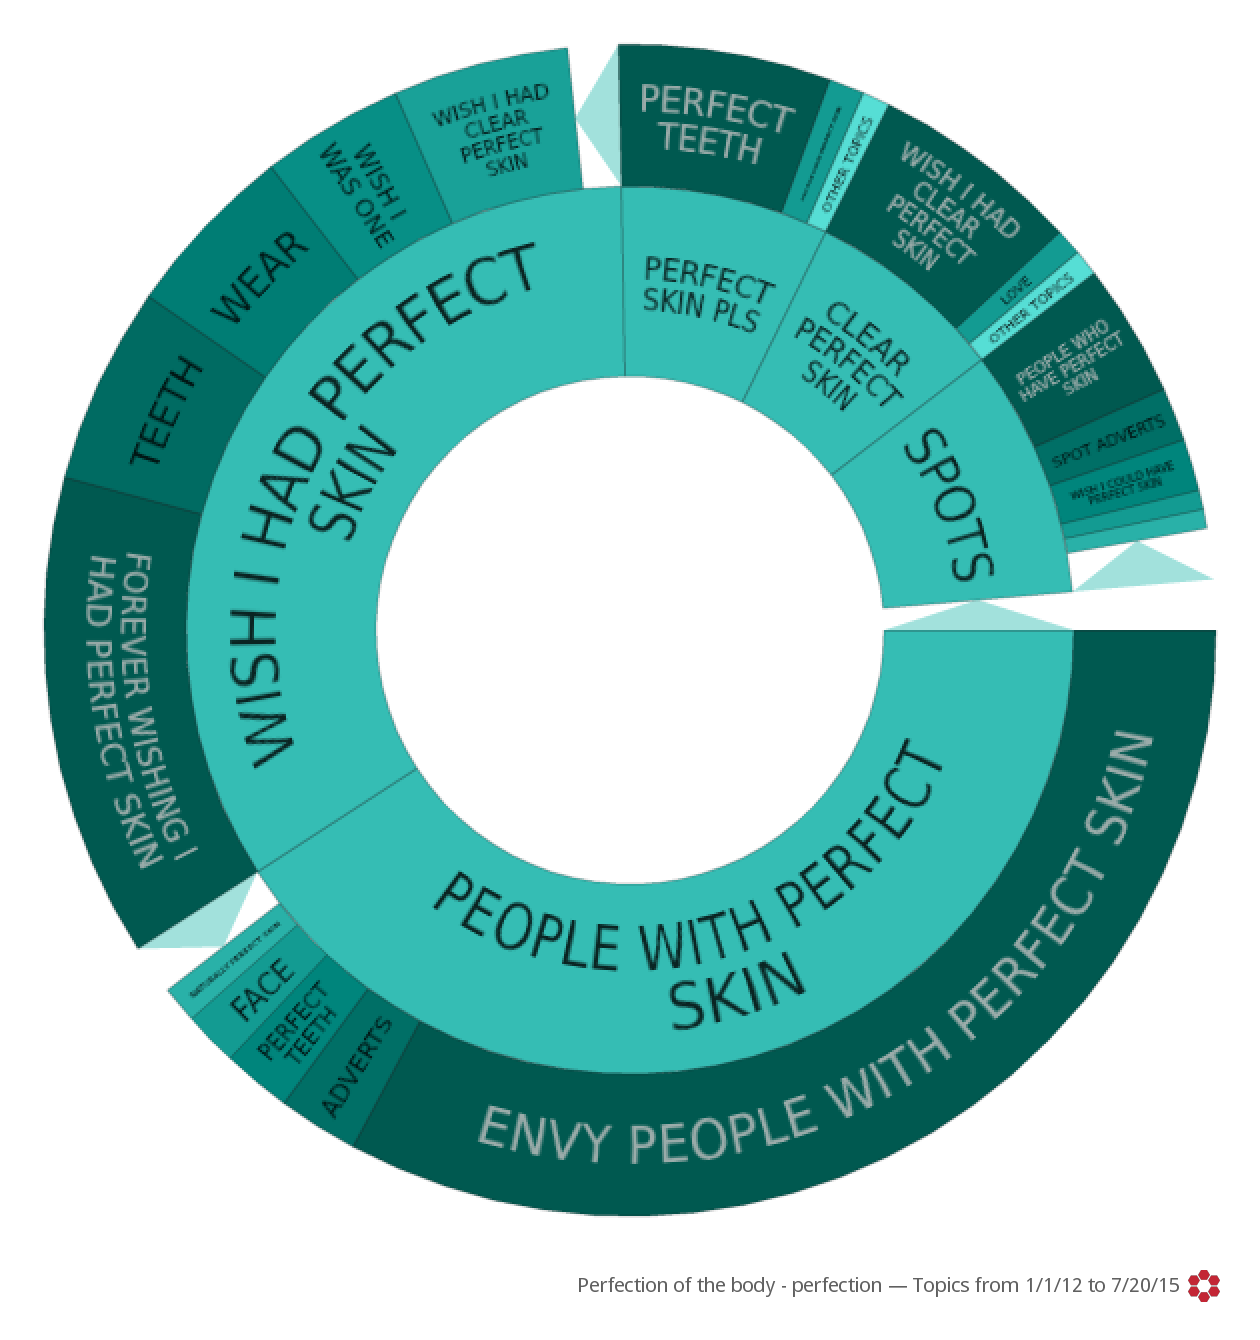 PERFECT
TEETH
OTHER TOPICS
WISH I HAD
CLEAR
PERFECT
SKIN
LOVE
OTHER TOPICS
PEOPLE WHO
HAVE PERFECT
SKIN
SPOT ADVERTS
WISH I COULD HAVE
PERFECT SKIN
ENVY PEOPLE WITH PERFECT SKIN
ADVERTS
PERFECT
TEETH
FACE
NATURALLY PERFECT SKIN
FOREVER WISHING I
HAD PERFECT SKIN
TEETH
WEAR
WISH I
WAS ONE
WISH I HAD
CLEAR
PERFECT
SKIN
WISH I HAD PERFECT
SKIN
PERFECT
SKIN PLS
CLEAR
PERFECT
SKIN
SPOTS
PEOPLE WITH PERFECT
SKIN
Perfection of the body - perfection — Topics from 1/1/12 to 7/20/15